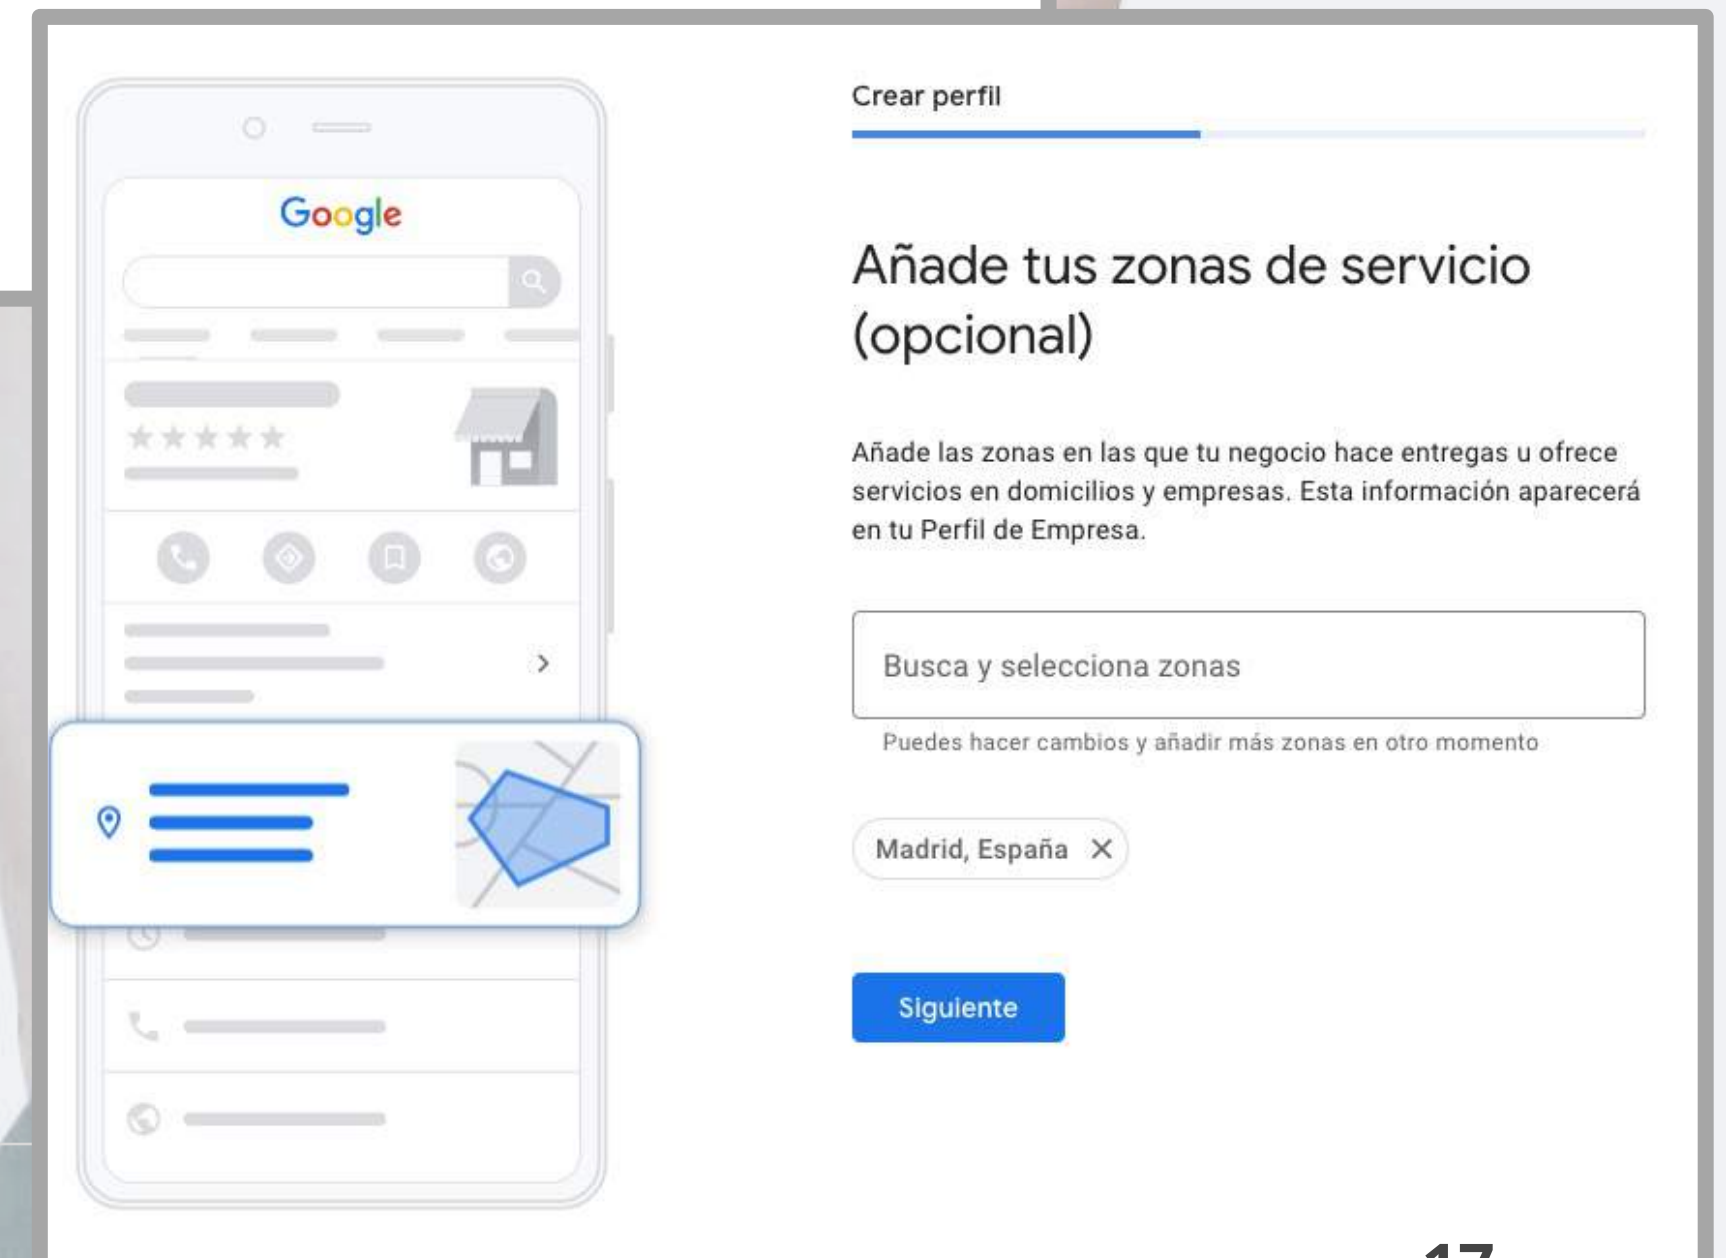 Crear perfil
Google
Añade tus zonas de servicio
(opcional)
Añade las zonas en las que tu negocio hace entregas u ofrece
servicios en domicilios y empresas. Esta información aparecerá
en tu Perfil de Empresa.
Busca y selecciona zonas
Puedes hacer cambios y añadir más zonas en otro momento
Madrid, España
Siguiente
17